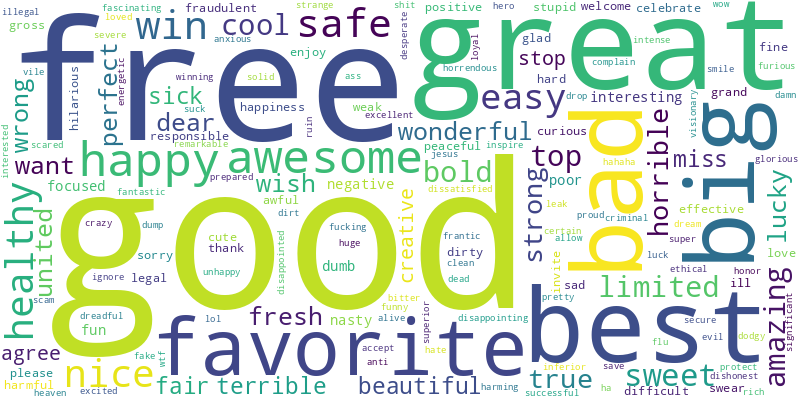 illegal
fascinating
loved
fraudulent
strange
shit
positive
hero
stupid
welcome
celebrate
wow
gross
severe
win
cool
anxious
safe
desperate
loyal
glad
intense
fine
free
great
vile
hilarious
perfect
energetic
winning
enjoy
solid
ass
stop
complain
smile
furious
horrendous
hard
wrong
sick
suck
happiness
weak
excellent
easy
drop
interesting
grand
damn
dear
responsible
remarkable
ruin
wonderful
curious
visionary
big
interested
scared
want
happy
awesome
peaceful
inspire
jesus
top
bad
hahaha
horrible
miss
glorious
focused
prepared
wish
negative
bold
dissatisfied
poor
lucky
healthy
fantastic
awful
dirt
creative
strong
leak
proud
criminal
effective
united
crazy
dump
cute
thank
fucking
huge
frantic
dirty
clean
certain
allow
super
dream
love
good
sorry
disappointed
luck
ignore
legal
unhappy
dumb
dead
invite
sad
ethical
honor
ill
scam
bitter
funny
pretty
limited
amazing
significant
dreadful
fun
lol
fresh
nasty
alive
superior
disappointing
best
secure
evil
dodgy
agree
fake
wtf
favorite
accept
anti
hate
flu
please
nice
inferior
save
protect
harmful
fair
terrible
beautiful
harming
true
sweet
dishonest
heaven
excited
successful
ha
difficult
swear
rich